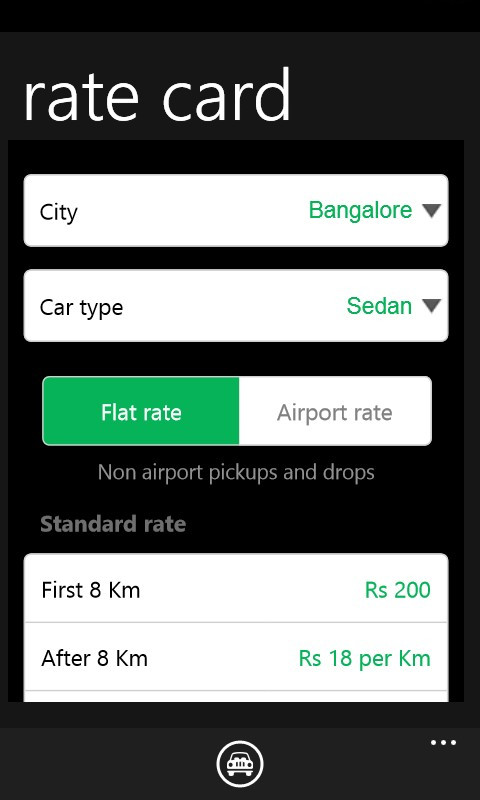 rate card
City Bangalore
Car type Sedan
Flat rate Airport rate
Non airport pickups and drops
Standard rate
First 8 Km Rs 200
After 8 Km Rs 18 per Km